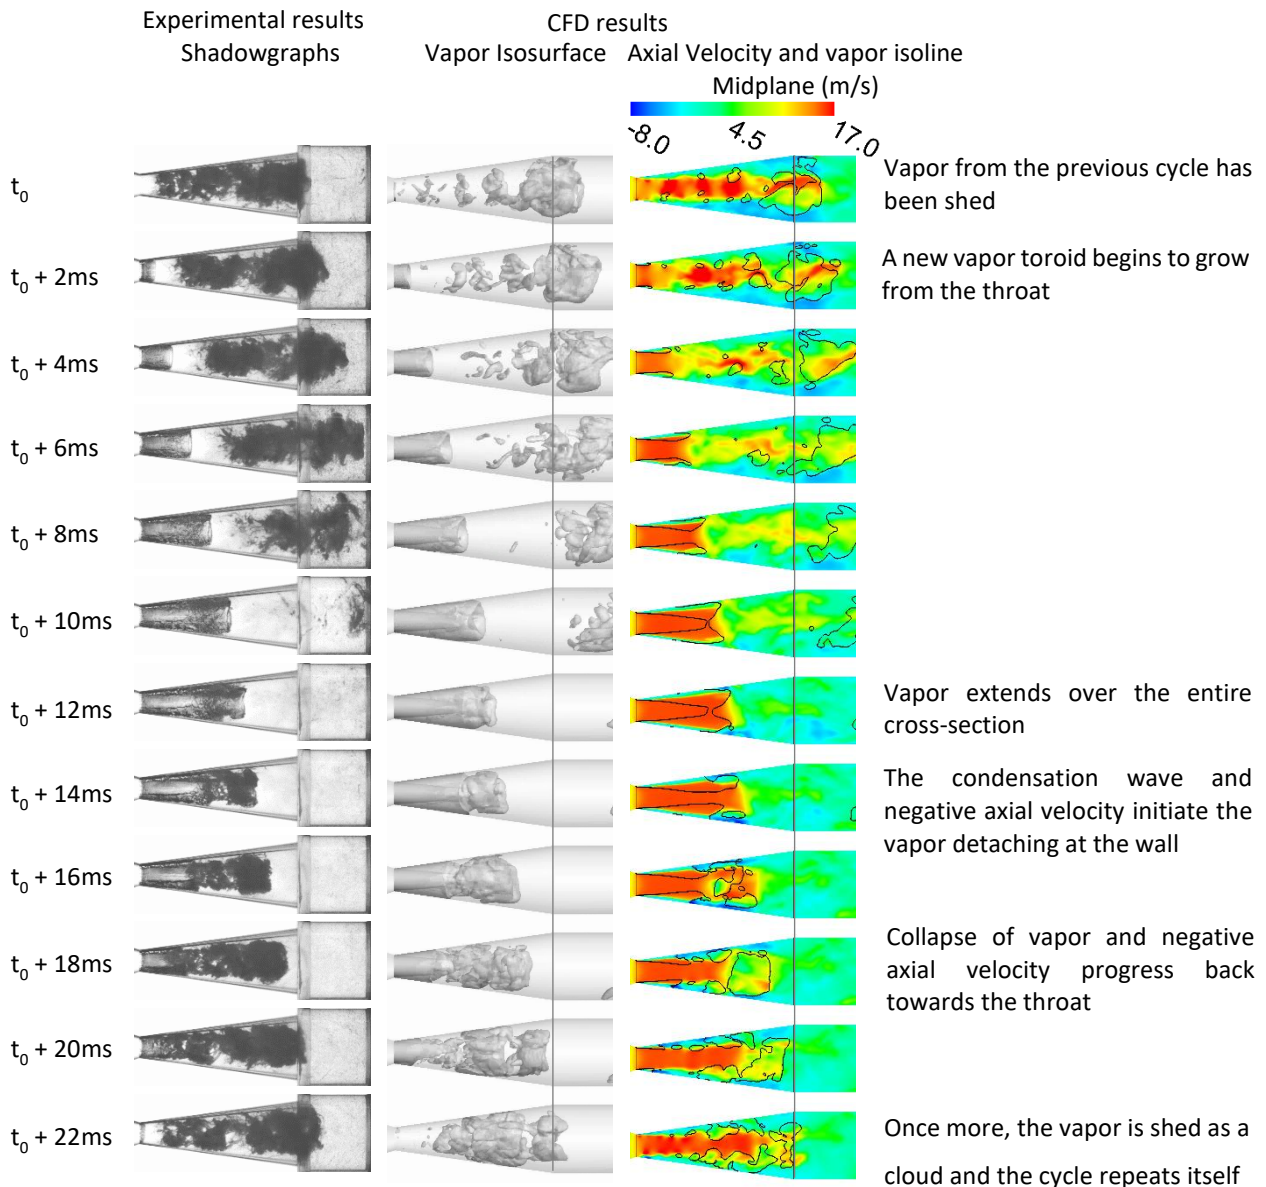 Experimental results
Shadowgraphs
CFD results
Vapor Isosurface
Axial Velocity and vapor isoline
Midplane (m/s)
-8.0
4.5
17.0
t0
Vapor from the previous cycle has
been shed
t0 + 2ms
A new vapor toroid begins to grow
from the throat
t0 + 4ms
t0 + 6ms
t0 + 8ms
t0 + 10ms
t0 + 12ms
Vapor extends over the entire
cross-section
t0 + 14ms
The condensation wave and
negative axial velocity initiate the
vapor detaching at the wall
t0 + 16ms
t0 + 18ms
Collapse of vapor and negative
axial velocity progress back
towards the throat
t0 + 20ms
t0 + 22ms
Once more, the vapor is shed as a
cloud and the cycle repeats itself